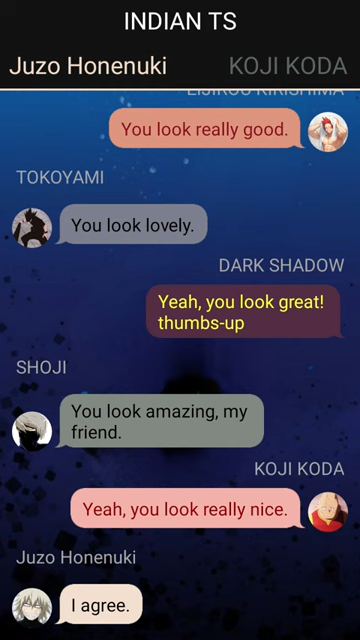 INDIAN TS
Juzo Honenuki
KOJI KODA
EIJIROU KIRISHIMA
You look really good.
TOKOYAMI
You look lovely.
DARK SHADOW
Yeah, you look great!
thumbs-up
SHOJI
You look amazing, my
friend.
KOJI KODA
Yeah, you look really nice.
Juzo Honenuki
I agree.